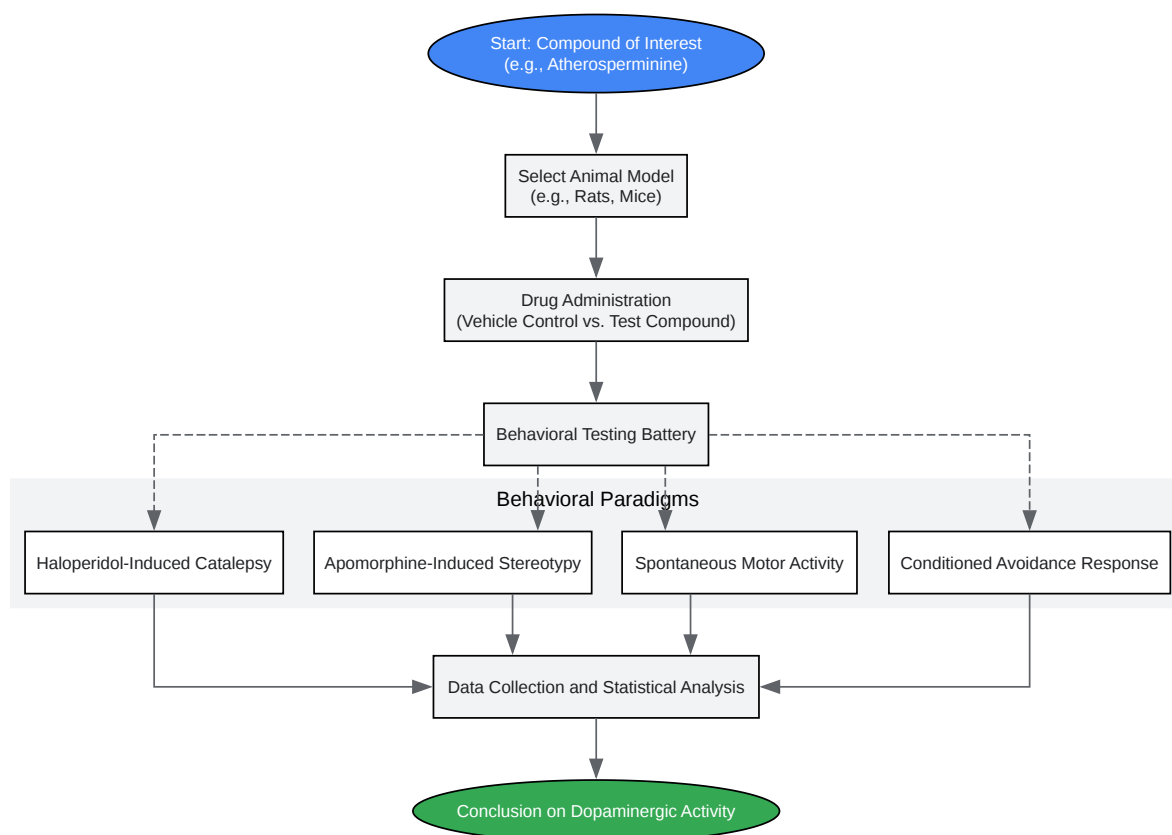 Start: Compound of Interest
(e.g., Atherosperminine)
Select Animal Model
(e.g., Rats, Mice)
Drug Administration
(Vehicle Control vs. Test Compound)
Behavioral Testing Battery
Behavioral Paradigms
Haloperidol-Induced Catalepsy
Apomorphine-Induced Stereotypy
Spontaneous Motor Activity
Conditioned Avoidance Response
Data Collection and Statistical Analysis
Conclusion on Dopaminergic Activity